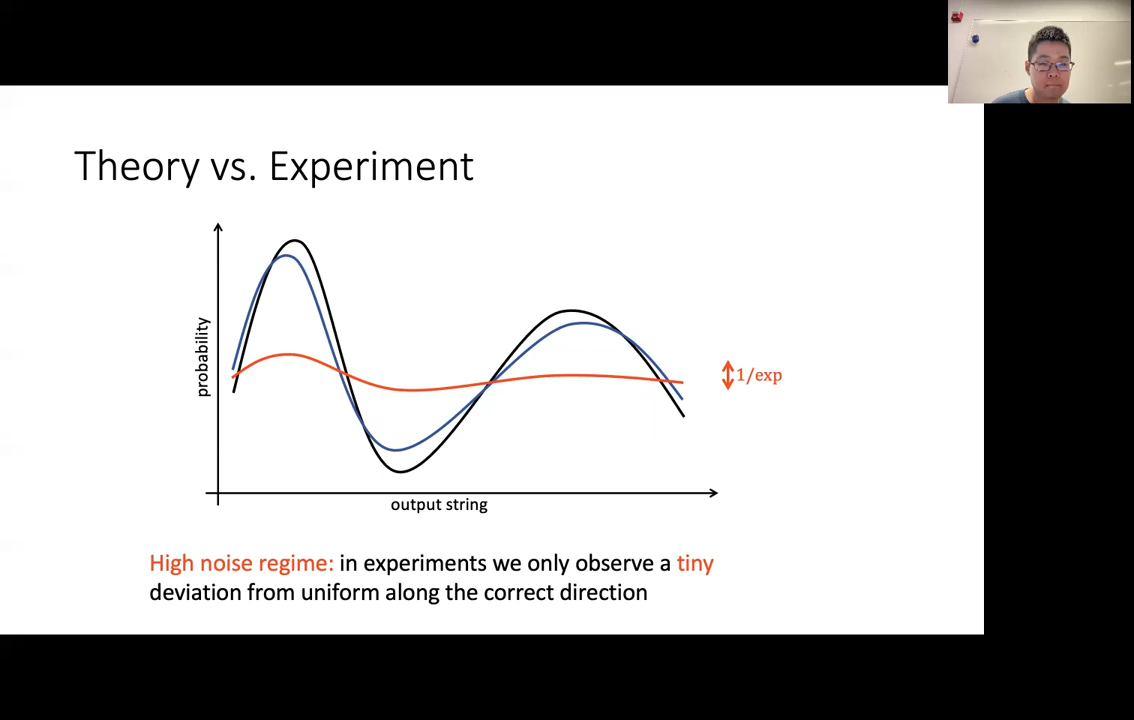 Theory vs. Experiment
probability
1/exp
output string
High noise regime: in experiments we only observe a tiny
deviation from uniform along the correct direction